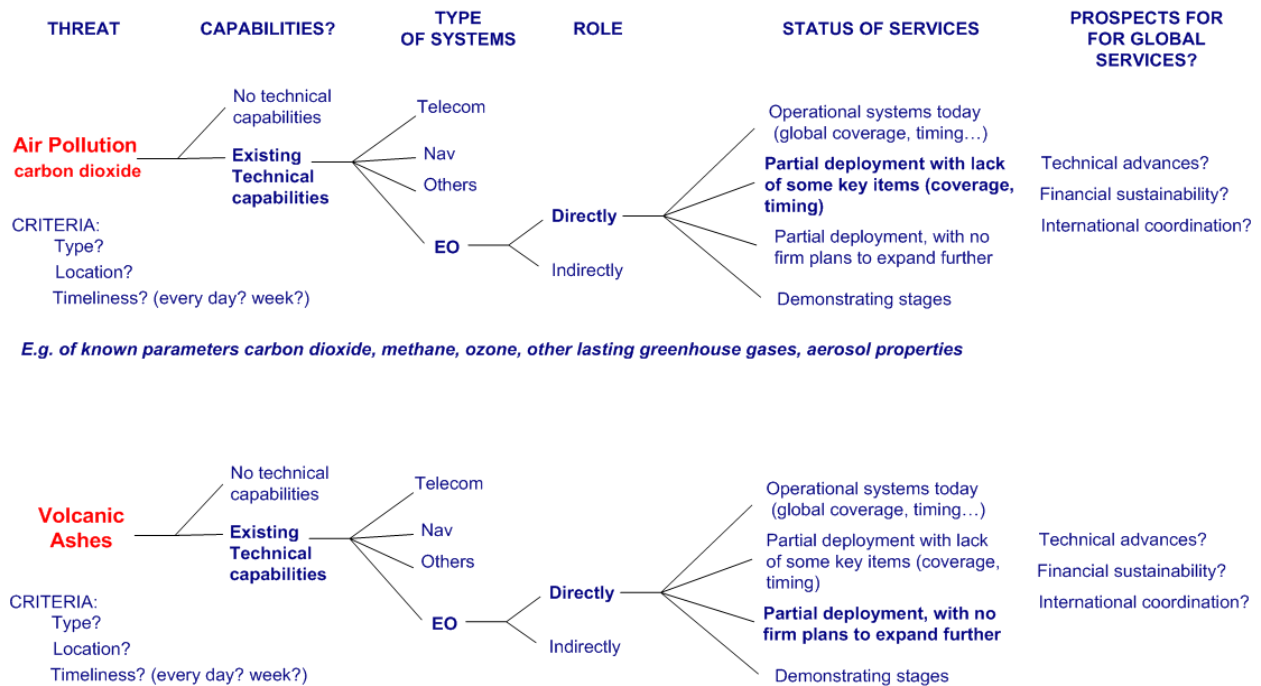 THREAT
CAPABILITIES?
TYPE
OF SYSTEMS
ROLE
STATUS OF SERVICES
PROSPECTS FOR
FOR GLOBAL
SERVICES?
Air Pollution
carbon dioxide
No technical
capabilities
Existing
Technical
capabilities
Telecom
Nav
Others
EO
Directly
Indirectly
Operational systems today
(global coverage, timing…)
Partial deployment with lack
of some key items (coverage,
timing)
Partial deployment, with no
firm plans to expand further
Demonstrating stages
Technical advances?
Financial sustainability?
International coordination?
CRITERIA:
Type?
Location?
Timeliness? (every day? week?)
E.g. of known parameters carbon dioxide, methane, ozone, other lasting greenhouse gases, aerosol properties
Volcanic
Ashes
No technical
capabilities
Existing
Technical
capabilities
Telecom
Nav
Others
EO
Directly
Indirectly
Operational systems today
(global coverage, timing…)
Partial deployment with lack
of some key items (coverage,
timing)
Partial deployment, with no
firm plans to expand further
Demonstrating stages
Technical advances?
Financial sustainability?
International coordination?
CRITERIA:
Type?
Location?
Timeliness? (every day? week?)